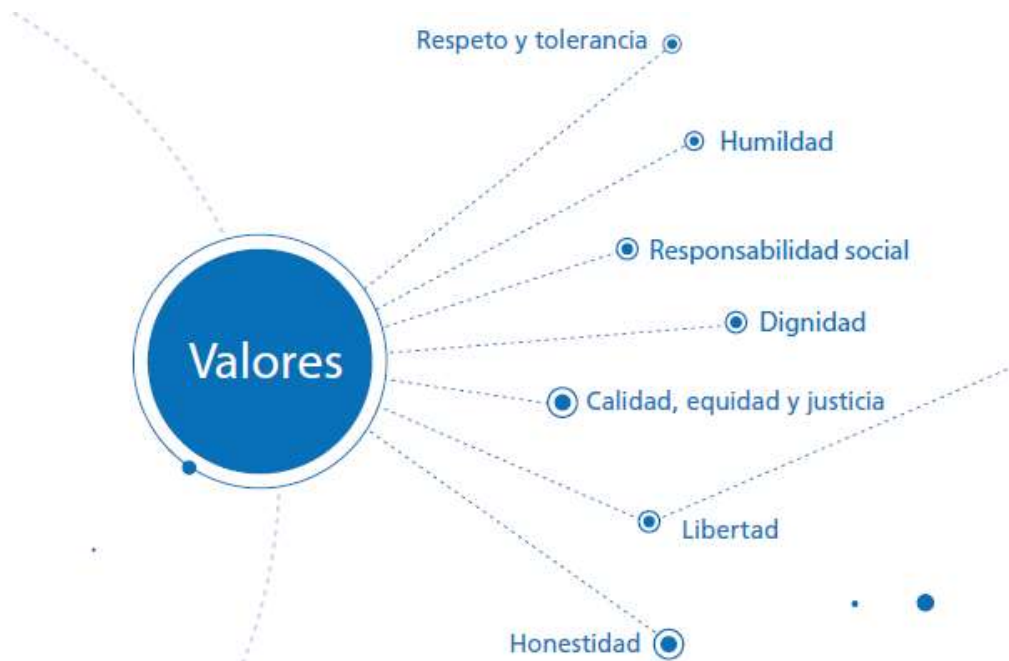 Respeto y tolerancia
Humildad
Responsabilidad social
Dignidad
Valores
Calidad, equidad y justicia
Libertad
Honestidad